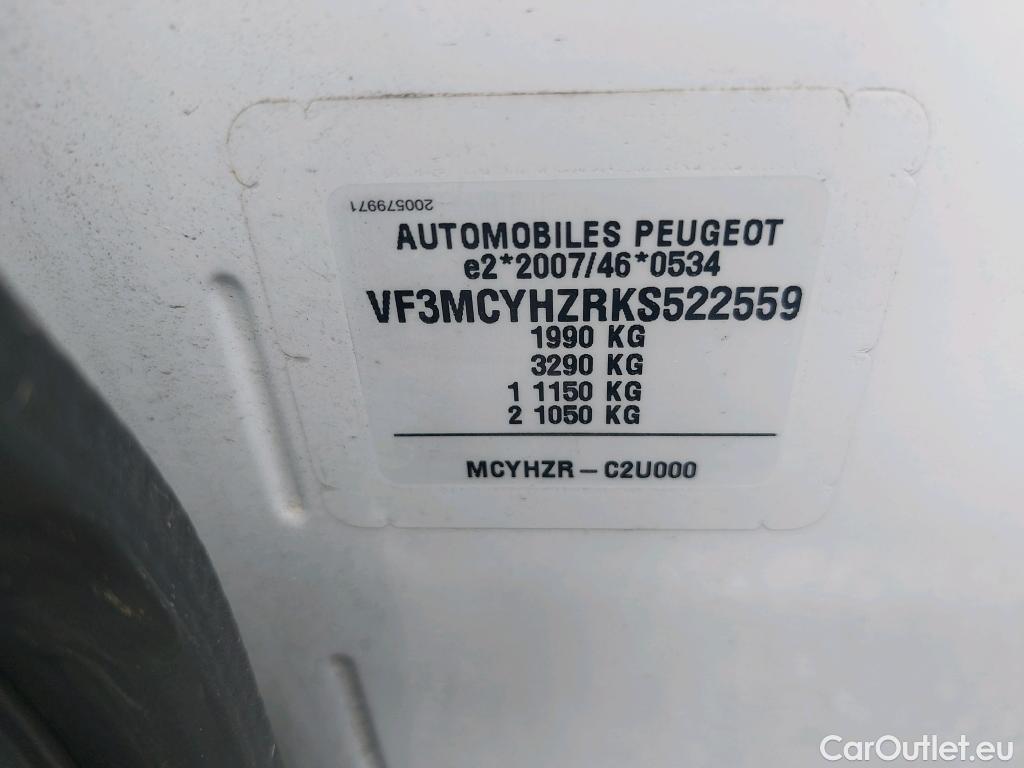 200579971
AUTOMOBILES PEUGEOT
e2*2007/46*0534
VF3MCYHZRKS522559
1990 KG
3290 KG
1 1150 KG
2 1050 KG
MCYHZR – C2U000
CarOutlet.eu